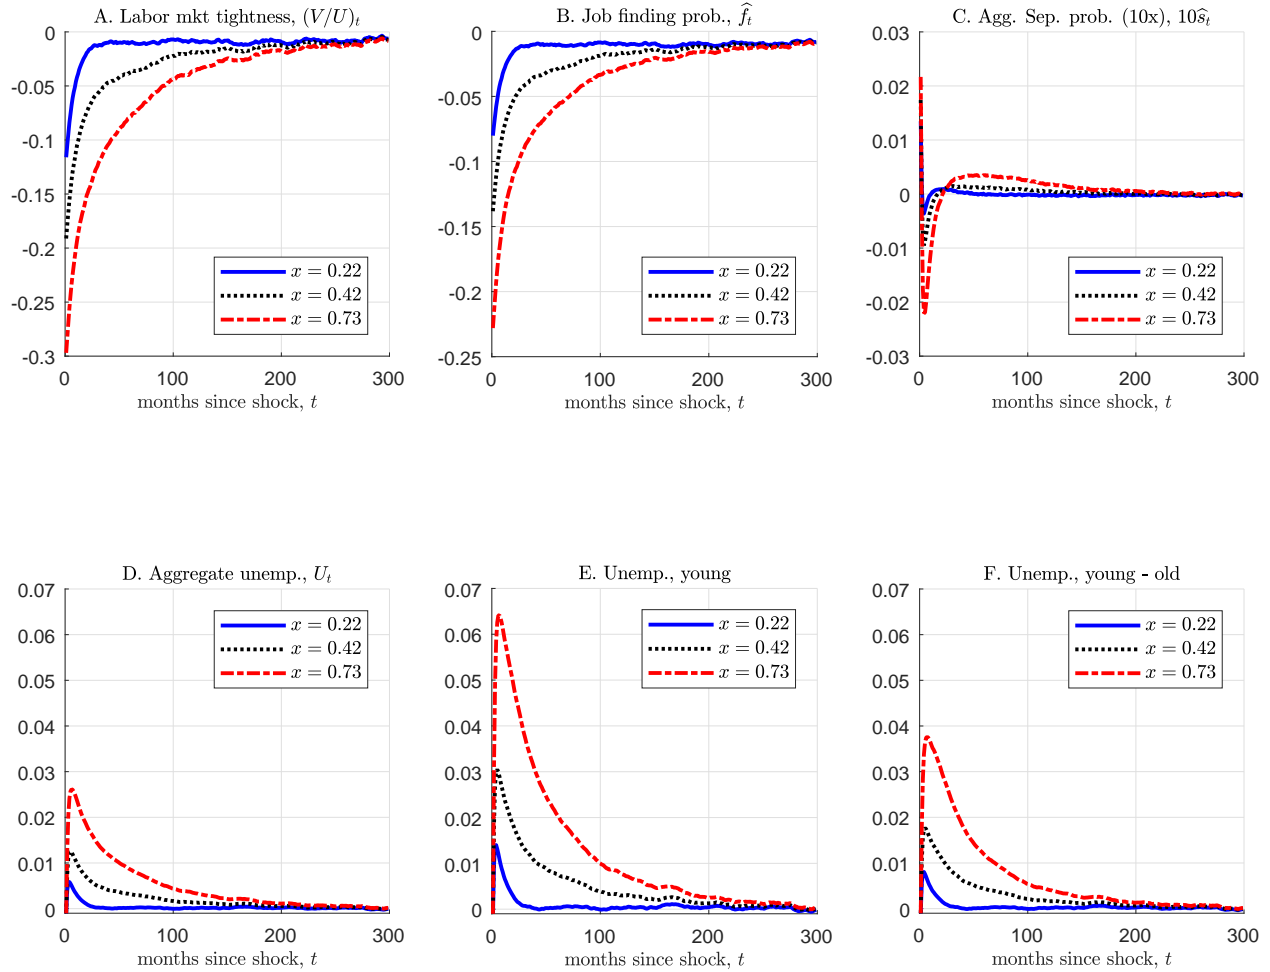 A. Labor mkt tightness, (V/U)_t
0
-0.05
-0.1
-0.15
-0.2
-0.25
-0.3
x = 0.22
x = 0.42
x = 0.73
0 100 200 300
months since shock, t
B. Job finding prob., f̂_t
0
-0.05
-0.1
-0.15
-0.2
-0.25
x = 0.22
x = 0.42
x = 0.73
0 100 200 300
months since shock, t
C. Agg. Sep. prob. (10x), 10ŝ_t
0.03
0.02
0.01
0
-0.01
-0.02
-0.03
x = 0.22
x = 0.42
x = 0.73
0 100 200 300
months since shock, t
D. Aggregate unemp., U_t
0.07
0.06
0.05
0.04
0.03
0.02
0.01
0
x = 0.22
x = 0.42
x = 0.73
0 100 200 300
months since shock, t
E. Unemp., young
0.07
0.06
0.05
0.04
0.03
0.02
0.01
0
x = 0.22
x = 0.42
x = 0.73
0 100 200 300
months since shock, t
F. Unemp., young - old
0.07
0.06
0.05
0.04
0.03
0.02
0.01
0
x = 0.22
x = 0.42
x = 0.73
0 100 200 300
months since shock, t